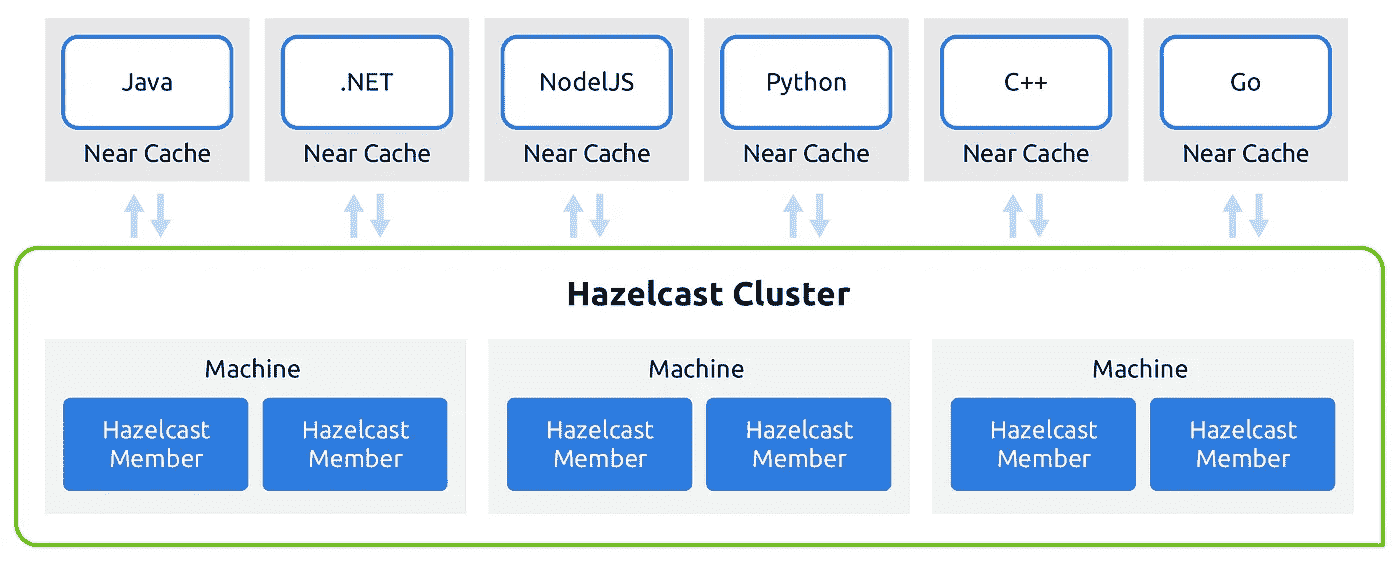 Java
.NET
NodelJS
Python
C++
Go
Near Cache
Near Cache
Near Cache
Near Cache
Near Cache
Near Cache
Hazelcast Cluster
Machine
Machine
Machine
Hazelcast
Member
Hazelcast
Member
Hazelcast
Member
Hazelcast
Member
Hazelcast
Member
Hazelcast
Member